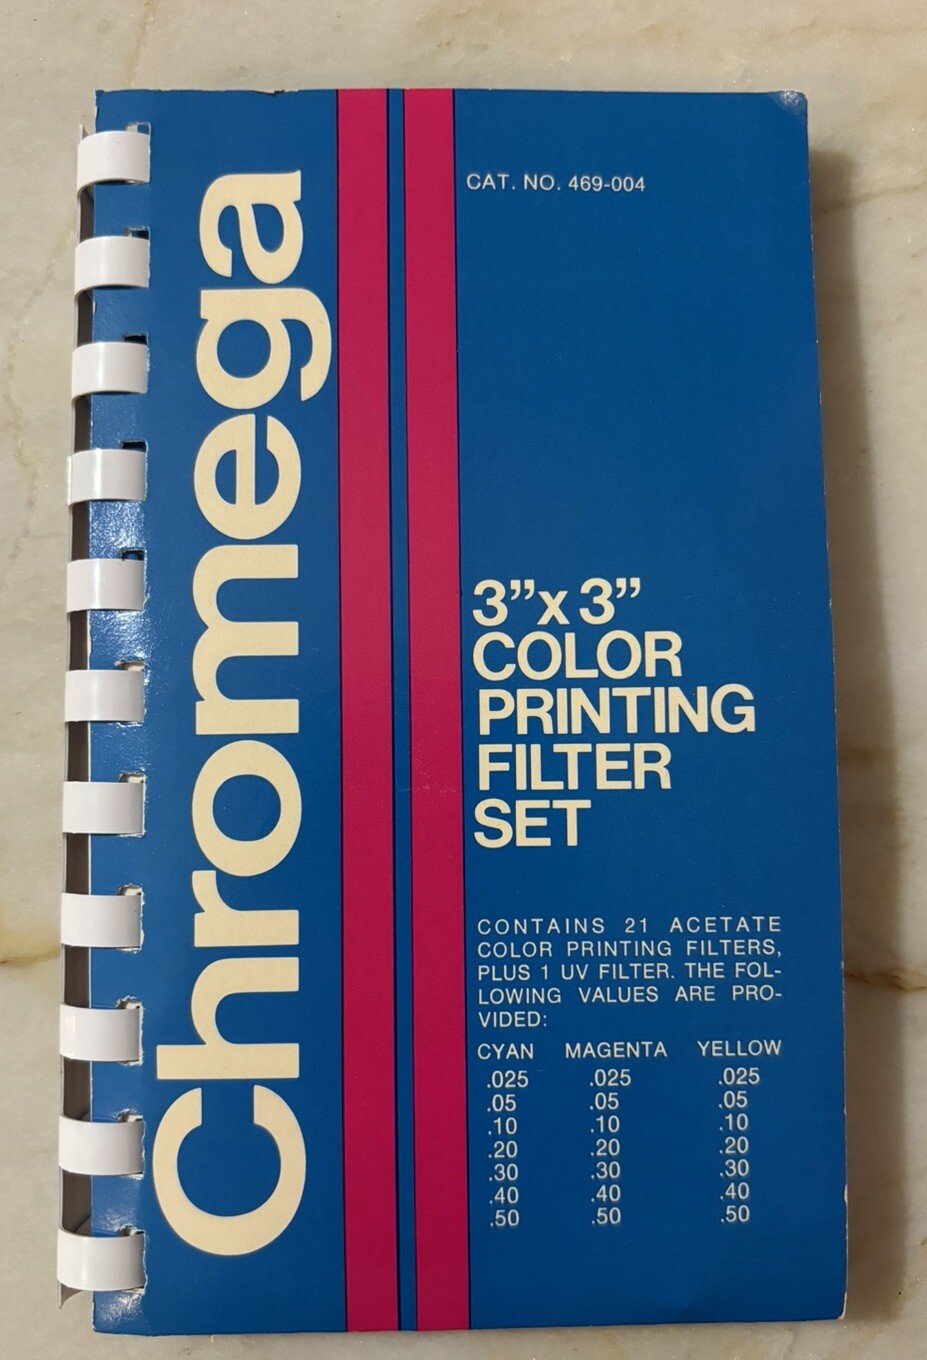 Chromega
CAT. NO. 469-004
3”x 3”
COLOR
PRINTING
FILTER
SET
CONTAINS 21 ACETATE
COLOR PRINTING FILTERS,
PLUS 1 UV FILTER. THE FOL-
LOWING VALUES ARE PRO-
VIDED:
CYAN MAGENTA YELLOW
.025 .025 .025
.05 .05 .05
.10 .10 .10
.20 .20 .20
.30 .30 .30
.40 .40 .40
.50 .50 .50